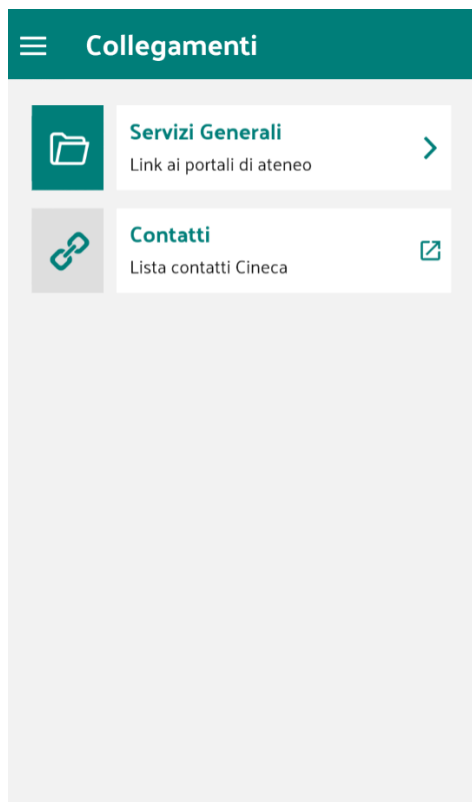 Collegamenti
Servizi Generali
Link ai portali di ateneo
Contatti
Lista contatti Cineca